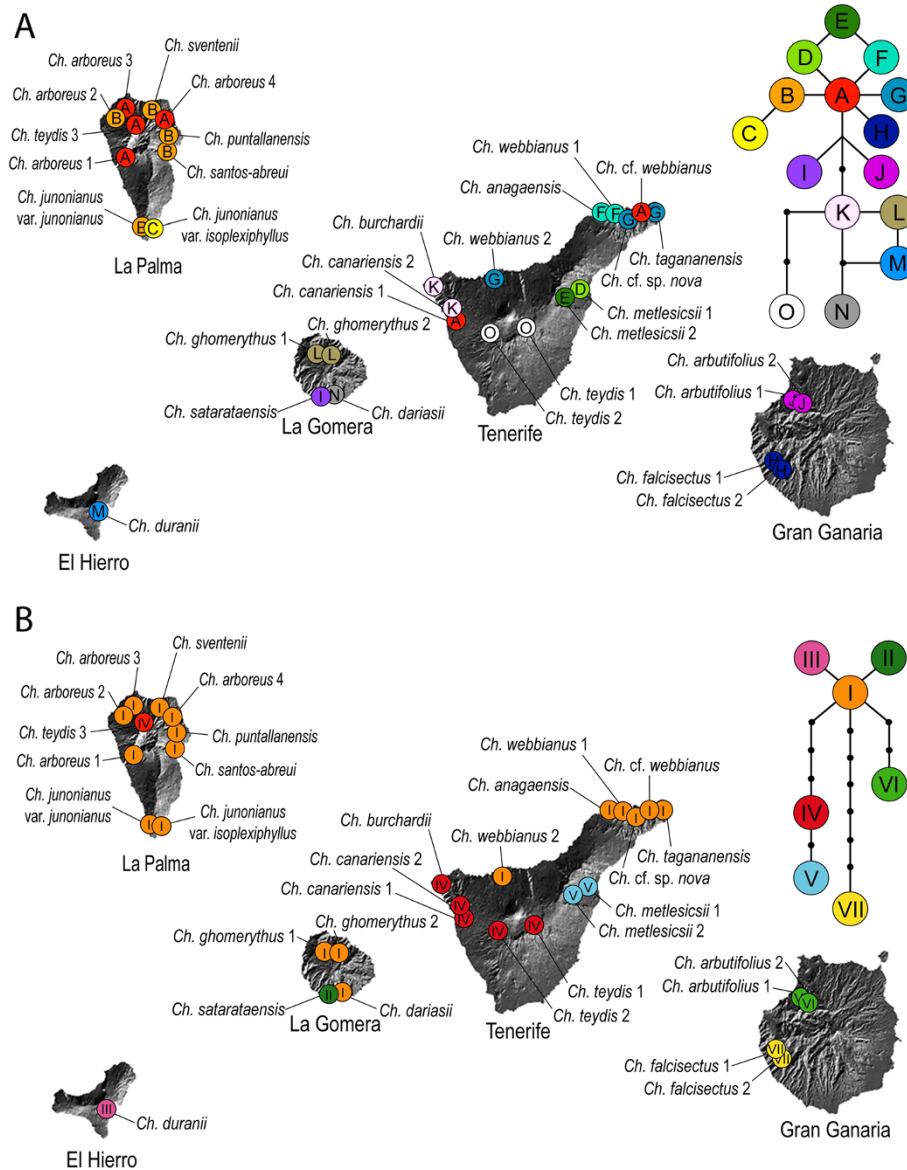 A
Ch. sventenii
Ch. arboreus 3
Ch. arboreus 4
Ch. arboreus 2
Ch. teydis 3
Ch. puntallanensis
Ch. arboreus 1
Ch. santos-abreui
Ch. junonianus
var. junonianus
Ch. junonianus
var. isoplexiphyllus
La Palma
A
B
A
B
A
A
B
A
B
B
C
Ch. webbianus 1
Ch. cf. webbianus
Ch. anagaensis
Ch. burchardii
Ch. webbianus 2
Ch. canariensis 2
Ch. canariensis 1
Ch. tagananensis
Ch. cf. sp. nova
Ch. metlesicsii 1
Ch. metlesicsii 2
Ch. teydis 1
Ch. teydis 2
Tenerife
F
F
G
A
G
K
G
K
A
E
D
O
O
Ch. ghomerythus 1
Ch. ghomerythus 2
Ch. satarataensis
Ch. dariasii
La Gomera
L
L
I
N
M
Ch. duranii
El Hierro
Ch. arbutifolius 2
Ch. arbutifolius 1
Ch. falcisectus 1
Ch. falcisectus 2
Gran Ganaria
J
J
H
H
E
D
F
B
A
G
C
H
I
J
K
L
M
O
N
B
Ch. sventenii
Ch. arboreus 3
Ch. arboreus 4
Ch. arboreus 2
Ch. teydis 3
Ch. puntallanensis
Ch. arboreus 1
Ch. santos-abreui
Ch. junonianus
var. junonianus
Ch. junonianus
var. isoplexiphyllus
La Palma
I
I
I
I
IV
I
I
I
I
I
Ch. webbianus 1
Ch. cf. webbianus
Ch. anagaensis
Ch. burchardii
Ch. webbianus 2
Ch. canariensis 2
Ch. canariensis 1
Ch. tagananensis
Ch. cf. sp. nova
Ch. metlesicsii 1
Ch. metlesicsii 2
Ch. teydis 1
Ch. teydis 2
Tenerife
I
I
I
I
I
IV
I
IV
IV
V
V
IV
IV
Ch. ghomerythus 1
Ch. ghomerythus 2
Ch. satarataensis
Ch. dariasii
La Gomera
I
I
II
I
III
Ch. duranii
El Hierro
Ch. arbutifolius 2
Ch. arbutifolius 1
Ch. falcisectus 1
Ch. falcisectus 2
Gran Ganaria
VI
VII
III
II
I
VI
IV
V
VII